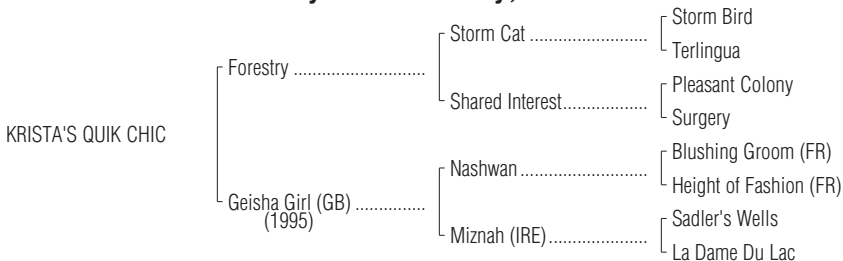 Storm Bird
Storm Cat ..........................
Terlingua
Forestry ............................
Pleasant Colony
Shared Interest...................
Surgery
KRISTA'S QUIK CHIC
Blushing Groom (FR)
Nashwan ............................
Height of Fashion (FR)
Geisha Girl (GB) ...............
(1995)
Sadler's Wells
Miznah (IRE)......................
La Dame Du Lac